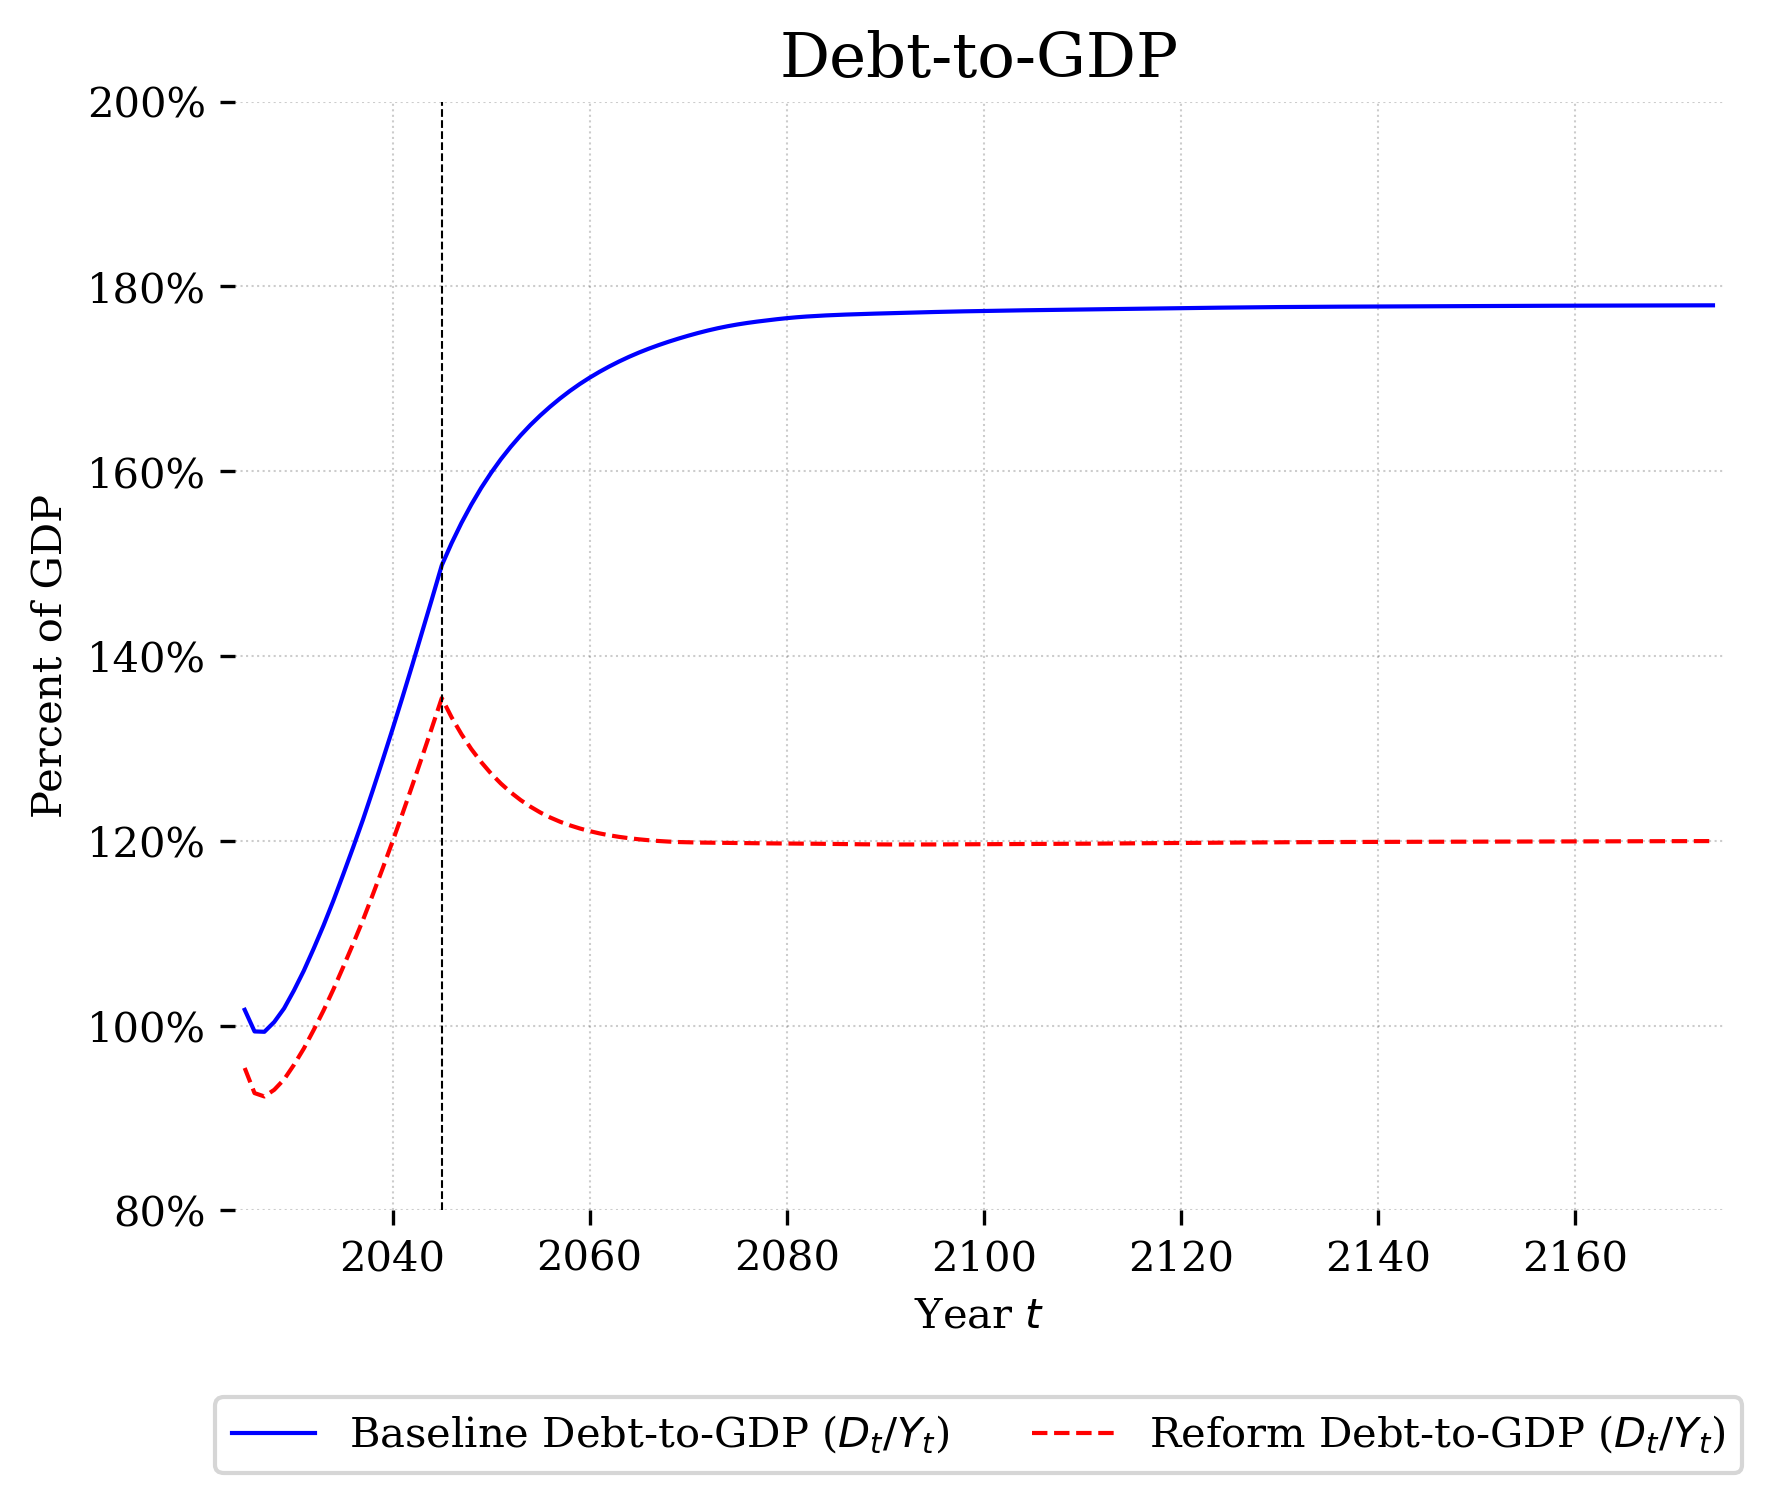 Debt-to-GDP
Percent of GDP
200%
180%
160%
140%
120%
100%
80%
2040 2060 2080 2100 2120 2140 2160
Year t
Baseline Debt-to-GDP (Dₜ/Yₜ) Reform Debt-to-GDP (Dₜ/Yₜ)